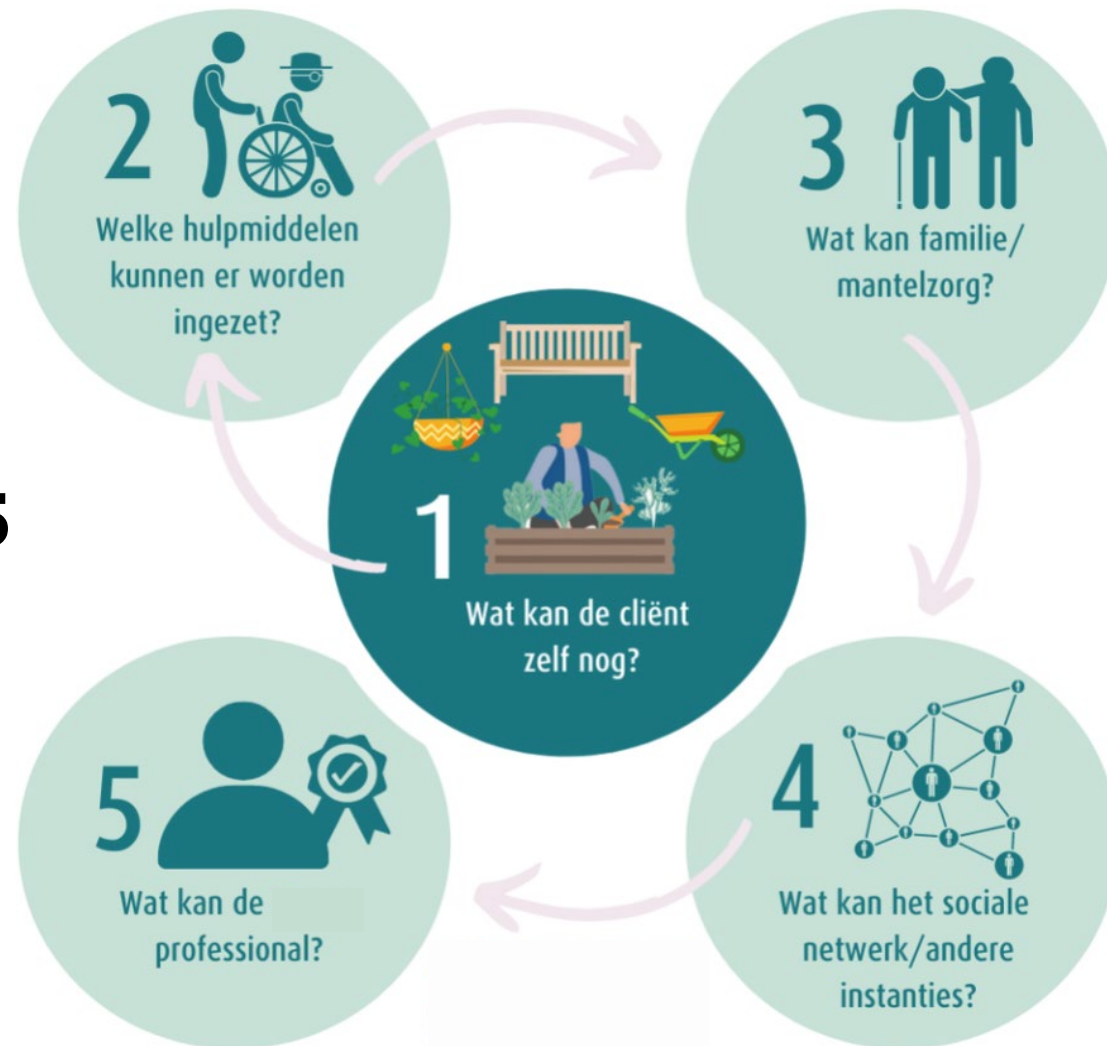 1
Wat kan de cliënt
zelf nog?
2
Welke hulpmiddelen
kunnen er worden
ingezet?
3
Wat kan familie/
mantelzorg?
4
Wat kan het sociale
netwerk/andere
instanties?
5
Wat kan de
professional?
5